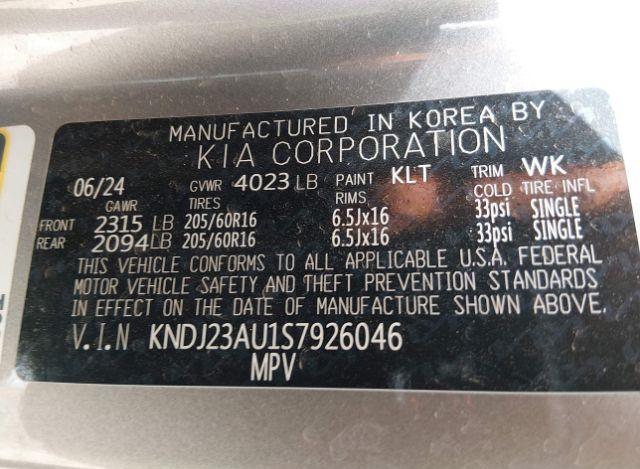 MANUFACTURED IN KOREA BY
KIA CORPORATION
06/24 GVWR 4023 LB PAINT KLT TRIM WK
GAWR TIRES RIMS COLD TIRE INFL
FRONT 2315 LB 205/60R16 6.5Jx16 33psi SINGLE
REAR 2094 LB 205/60R16 6.5Jx16 33psi SINGLE
THIS VEHICLE CONFORMS TO ALL APPLICABLE U.S.A. FEDERAL
MOTOR VEHICLE SAFETY AND THEFT PREVENTION STANDARDS
IN EFFECT ON THE DATE OF MANUFACTURE SHOWN ABOVE.
V.I.N KNDJ23AU1S7926046
MPV